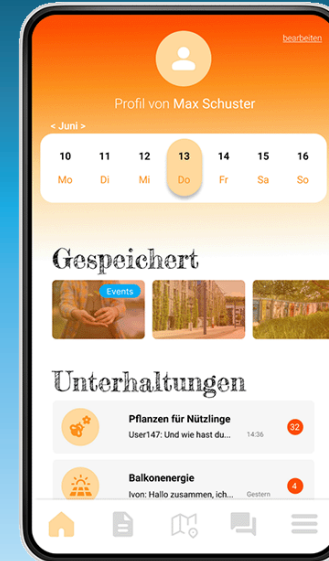 bearbeiten
Profil von Max Schuster
< Juni >
10 11 12 13 14 15 16
Mo Di Mi Do Fr Sa So
Gespeichert
Events
Unterhaltungen
Pflanzen für Nützlinge
User147: Und wie hast du... 14:36 32
Balkonenergie
Ivon: Hallo zusammen, ich... Gestern 4